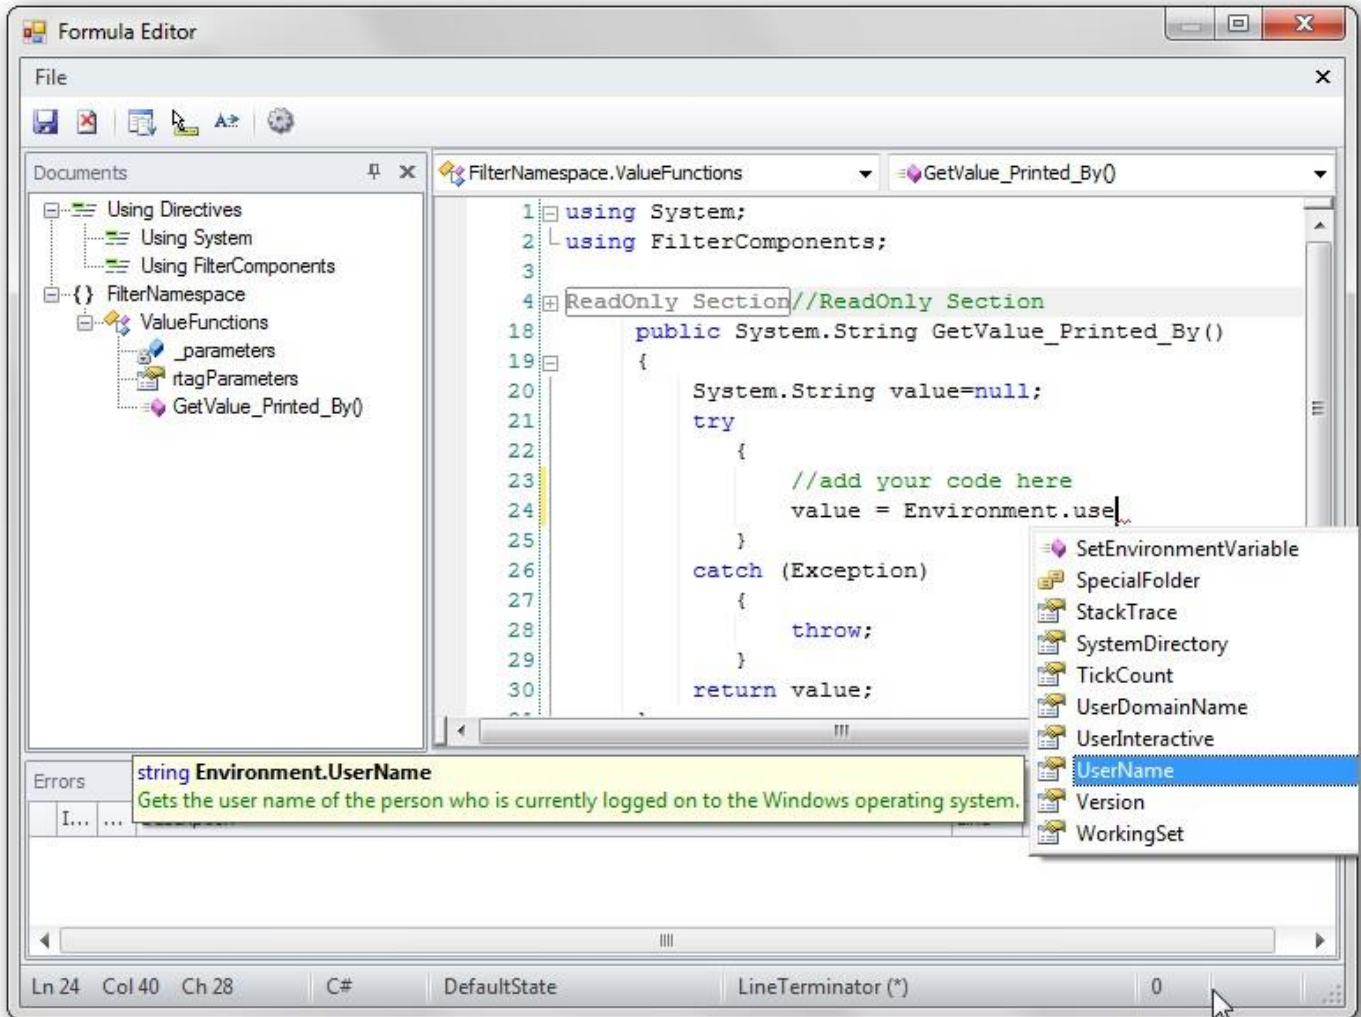 Formula Editor
File
Documents
Using Directives
Using System
Using FilterComponents
{} FilterNamespace
ValueFunctions
_parameters
rtagParameters
GetValue_Printed_By()
FilterNamespace.ValueFunctions
GetValue_Printed_By()
1 using System;
2 using FilterComponents;
3
4 ReadOnly Section//ReadOnly Section
18 public System.String GetValue_Printed_By()
19 {
20 System.String value=null;
21 try
22 {
23 //add your code here
24 value = Environment.use
25 }
26 catch (Exception)
27 {
28 throw;
29 }
30 return value;
SetEnvironmentVariable
SpecialFolder
StackTrace
SystemDirectory
TickCount
UserDomainName
UserInteractive
UserName
Version
WorkingSet
string Environment.UserName
Gets the user name of the person who is currently logged on to the Windows operating system.
Errors
I... ...
Ln 24 Col 40 Ch 28 C# DefaultState LineTerminator (*) 0